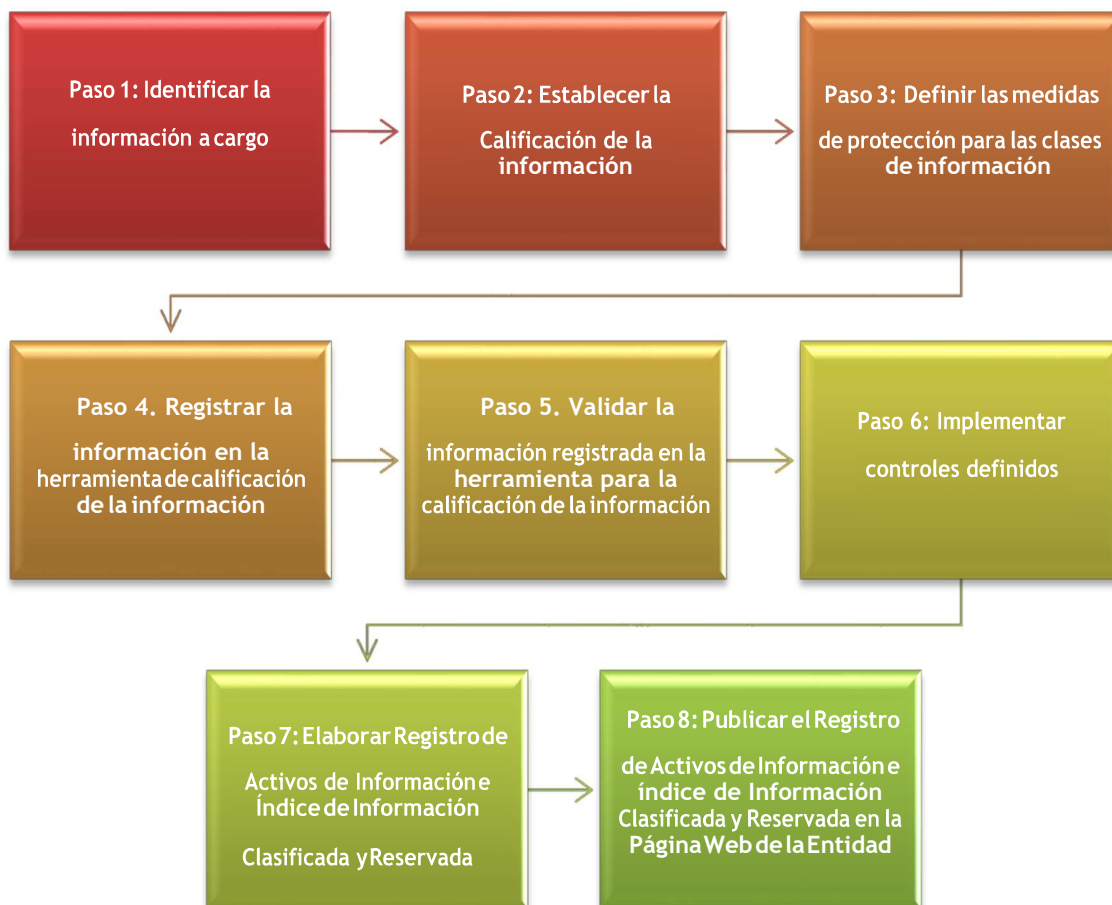 Paso 1: Identificar la
información a cargo
Paso 2: Establecer la
Calificación de la
información
Paso 3: Definir las medidas
de protección para las clases
de información
Paso 4. Registrar la
información en la
herramienta de calificación
de la información
Paso 5. Validar la
información registrada en la
herramienta para la
calificación de la información
Paso 6: Implementar
controles definidos
Paso 7: Elaborar Registro de
Activos de Información e
Índice de Información
Clasificada y Reservada
Paso 8: Publicar el Registro
de Activos de Información e
índice de Información
Clasificada y Reservada en la
Página Web de la Entidad